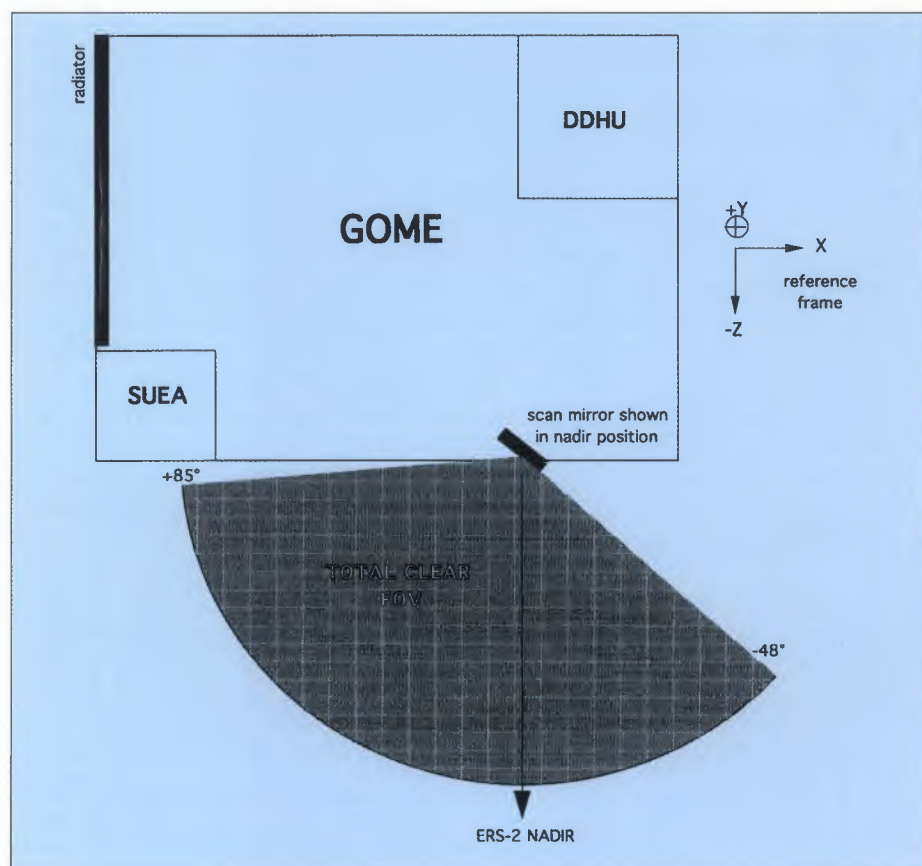 radiator
DDHU
GOME
+Y
X
reference
frame
-Z
SUEA
scan mirror shown
in nadir position
+85°
TOTAL CLEAR
FOV
-48°
ERS-2 NADIR